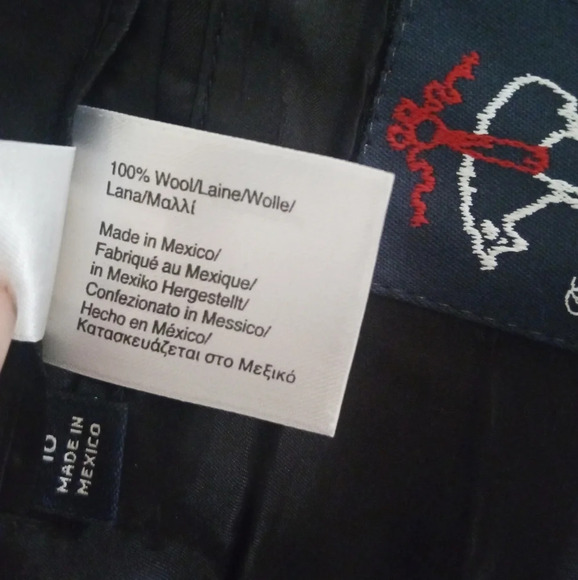 100% Wool/Laine/Wolle/
Lana/Μαλλί
Made in Mexico/
Fabriqué au Mexique/
in Mexiko Hergestellt/
Confezionato in Messico/
Hecho en México/
Κατασκευάζεται στο Μεξικό
10
MADE IN
MEXICO